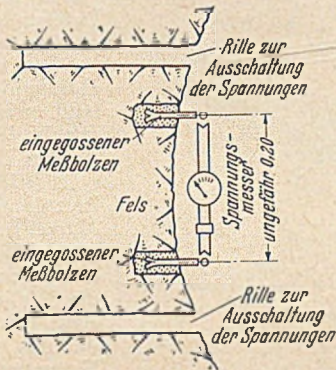 Rille zur
Ausschaltung
der Spannungen
eingegossener
Meßbolzen
Spannungs-
messer
ungefähr 0,20
Fels
eingegossener
Meßbolzen
Rille zur
Ausschaltung
der Spannungen